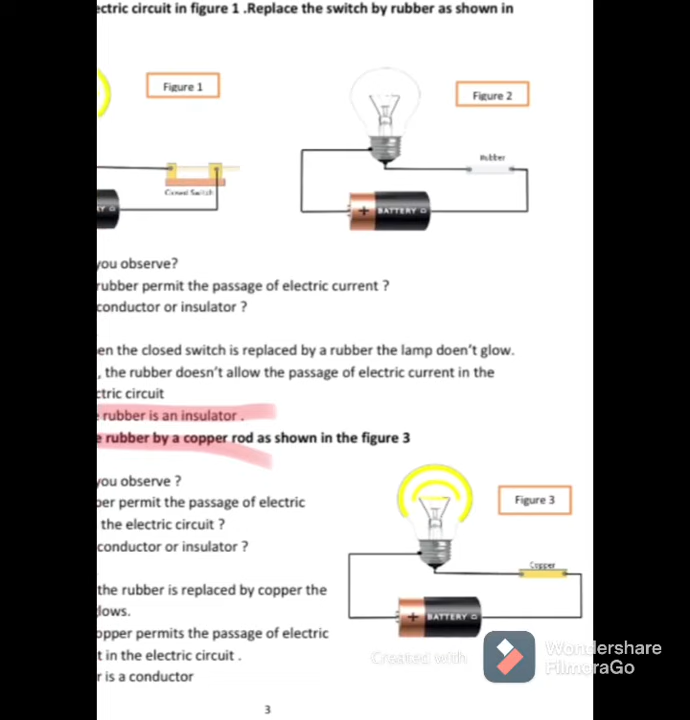 ectric circuit in figure 1 .Replace the switch by rubber as shown in
Figure 1
Figure 2
Rubber
Closed Switch
RY
+ BATTERY
you observe?
rubber permit the passage of electric current ?
conductor or insulator ?
en the closed switch is replaced by a rubber the lamp doen't glow.
, the rubber doesn't allow the passage of electric current in the
ctric circuit
e rubber is an insulator .
e rubber by a copper rod as shown in the figure 3
you observe ?
per permit the passage of electric
Figure 3
the electric circuit ?
conductor or insulator ?
Copper
the rubber is replaced by copper the
lows.
+ BATTERY
opper permits the passage of electric
t in the electric circuit .
r is a conductor
Created with
Wondershare
FilmoraGo
3